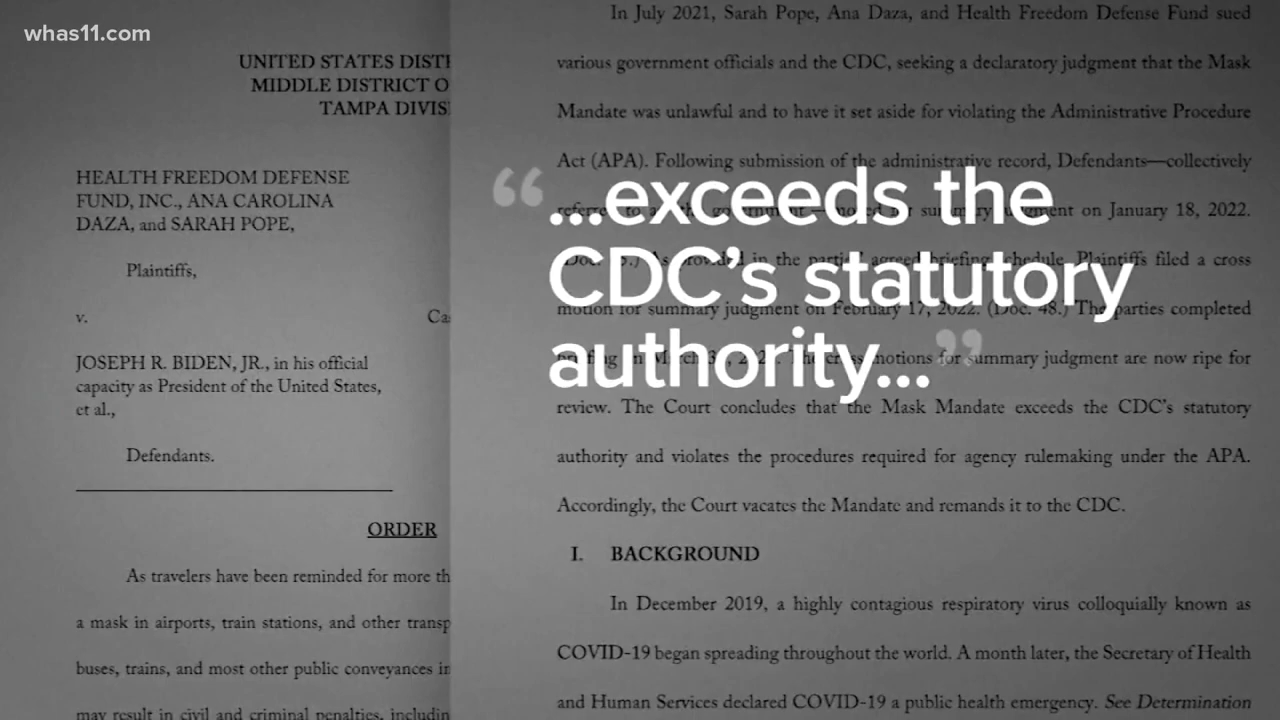 whas11.com
UNITED STATES DIST
MIDDLE DISTRICT O
TAMPA DIVIS
HEALTH FREEDOM DEFENSE
FUND, INC., ANA CAROLINA
DAZA, and SARAH POPE,
Plaintiffs,
v.
Ca
JOSEPH R. BIDEN, JR., in his official
capacity as President of the United States,
et al.,
Defendants.
ORDER
As travelers have been reminded for more th
a mask in airports, train stations, and other transp
buses, trains, and most other public conveyances i
may result in civil and criminal penalties, includin
In July 2021, Sarah Pope, Ana Daza, and Health Freedom Defense Fund sued
various government officials and the CDC, seeking a declaratory judgment that the Mask
Mandate was unlawful and to have it set aside for violating the Administrative Procedure
Act (APA). Following submission of the administrative record, Defendants—collectively
summary judgment on January 18, 2022.
provided in the parties agreed briefing schedule, Plaintiffs filed a cross
motion for summary judgment on February 17, 2022. (Doc. 48.) The parties completed
motions for summary judgment are now ripe for
review. The Court concludes that the Mask Mandate exceeds the CDC's statutory
authority and violates the procedures required for agency rulemaking under the APA.
Accordingly, the Court vacates the Mandate and remands it to the CDC.
I. BACKGROUND
In December 2019, a highly contagious respiratory virus colloquially known as
COVID-19 began spreading throughout the world. A month later, the Secretary of Health
and Human Services declared COVID-19 a public health emergency. See Determination
“...exceeds the
CDC's statutory
authority...”